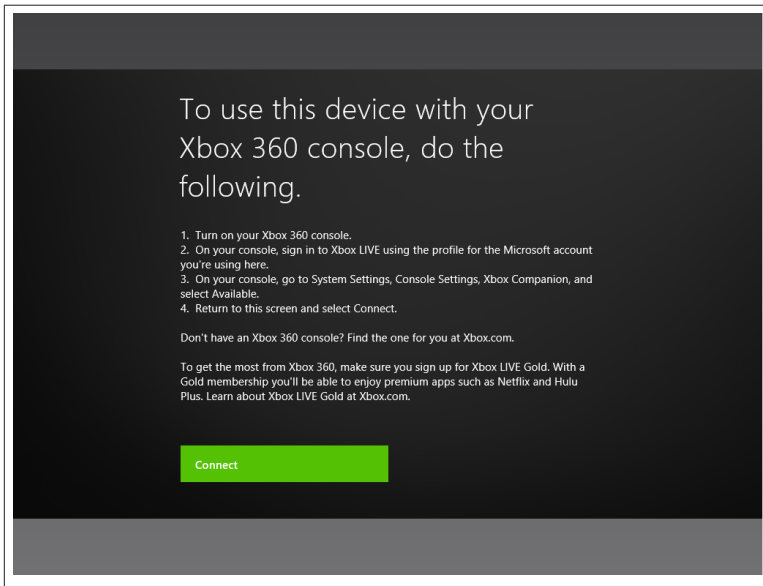 To use this device with your
Xbox 360 console, do the
following.
1. Turn on your Xbox 360 console.
2. On your console, sign in to Xbox LIVE using the profile for the Microsoft account
you're using here.
3. On your console, go to System Settings, Console Settings, Xbox Companion, and
select Available.
4. Return to this screen and select Connect.
Don't have an Xbox 360 console? Find the one for you at Xbox.com.
To get the most from Xbox 360, make sure you sign up for Xbox LIVE Gold. With a
Gold membership you'll be able to enjoy premium apps such as Netflix and Hulu
Plus. Learn about Xbox LIVE Gold at Xbox.com.
Connect